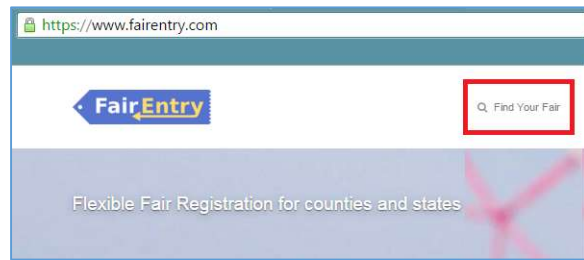 https://www.fairentry.com
FairEntry
Find Your Fair
Flexible Fair Registration for counties and states